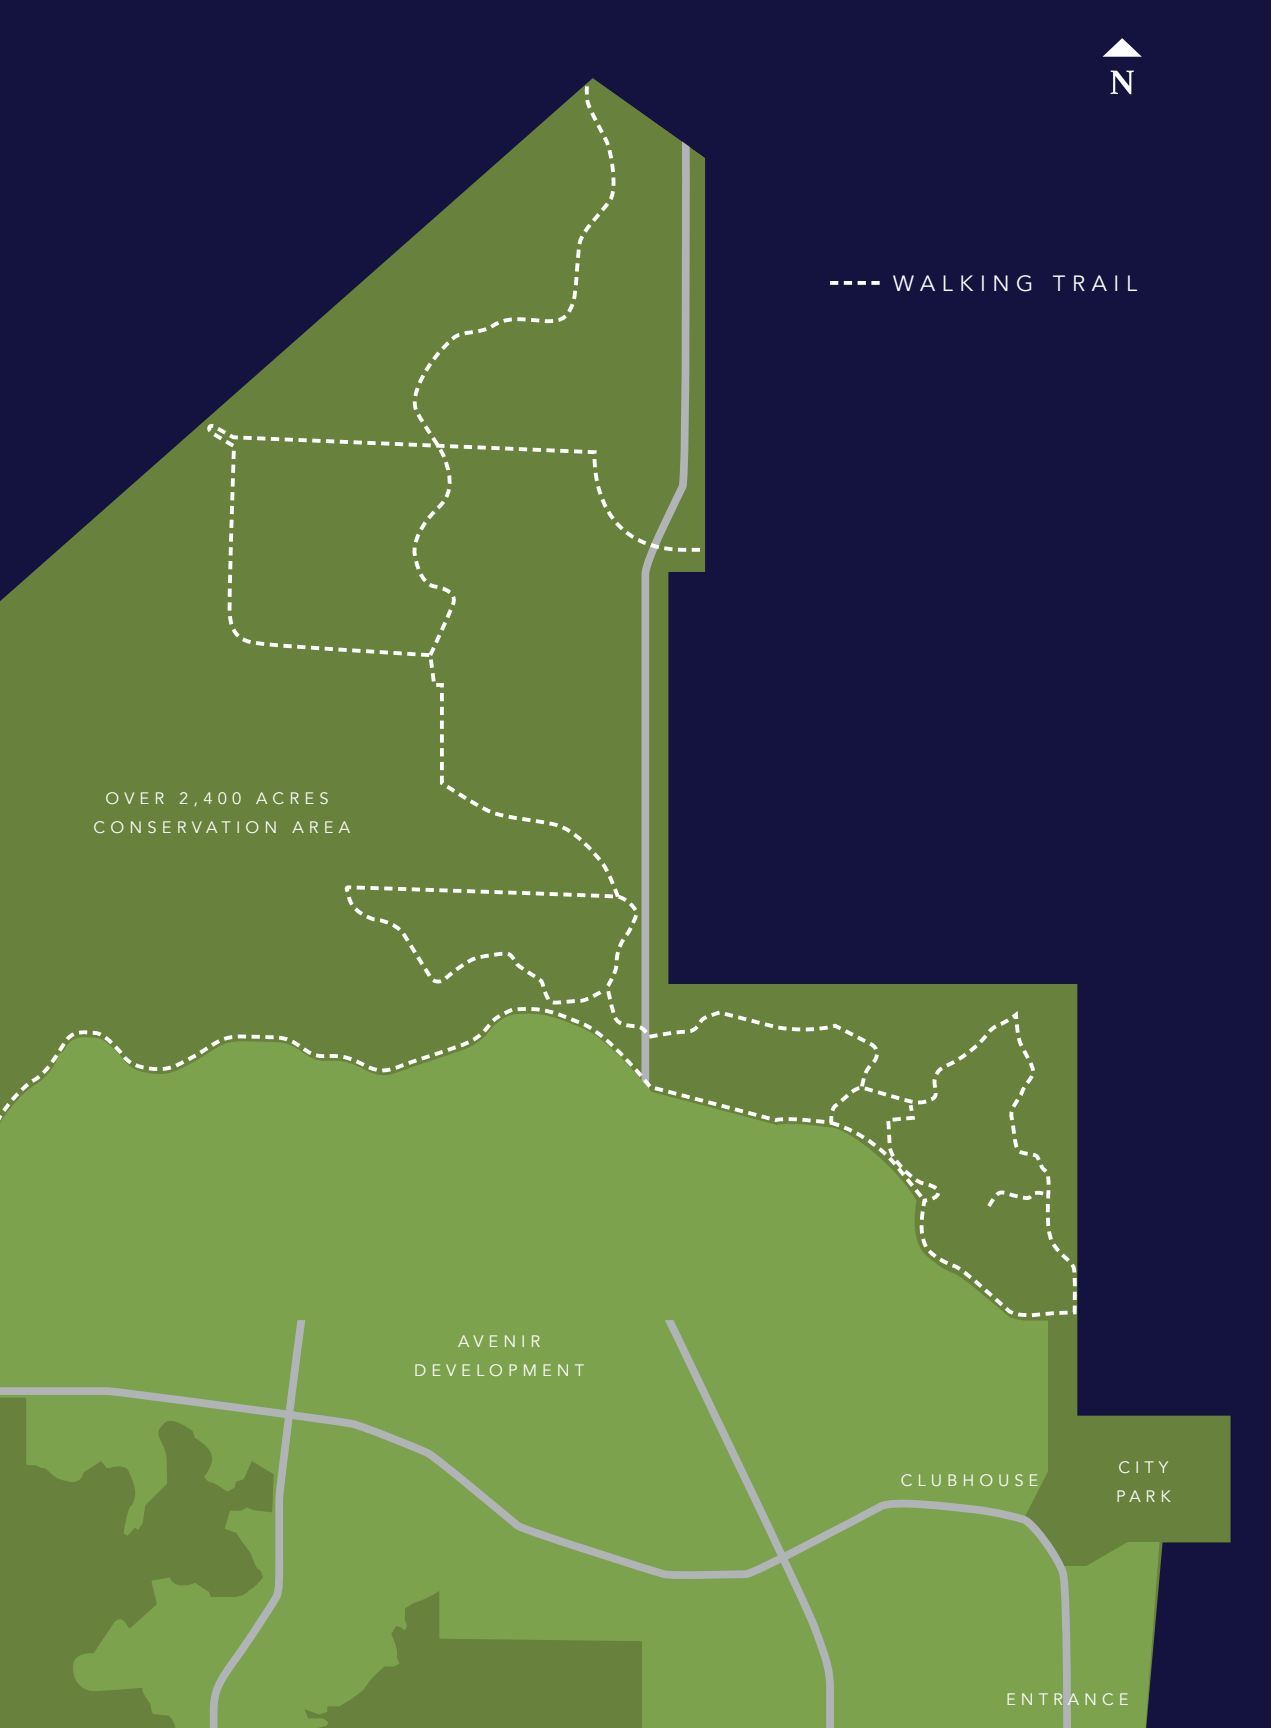 N
WALKING TRAIL
OVER 2,400 ACRES
CONSERVATION AREA
AVENIR
DEVELOPMENT
CLUBHOUSE
CITY
PARK
ENTRANCE